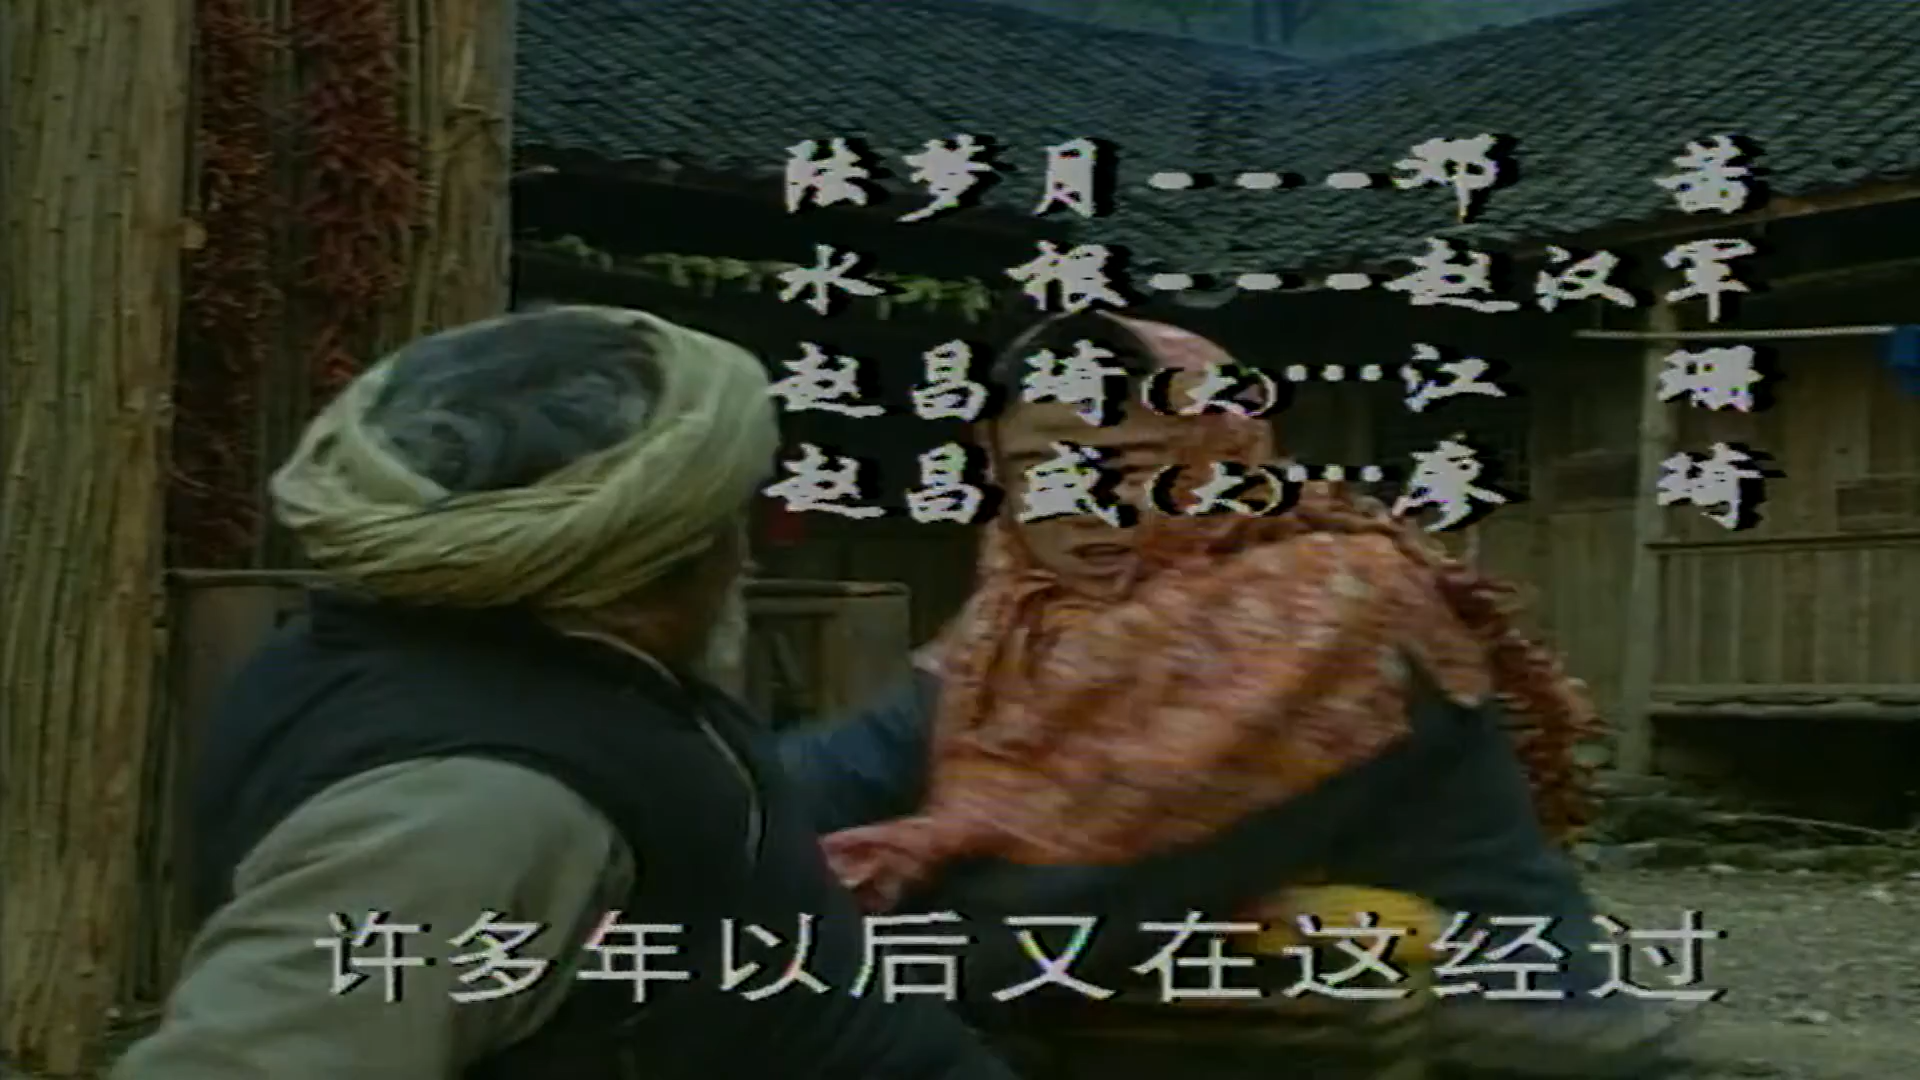 陆梦月······邓 茜
水 根······赵汉军
赵昌琦(大)···江 珊
赵昌盛(大)···廖 琦
许多年以后又在这经过